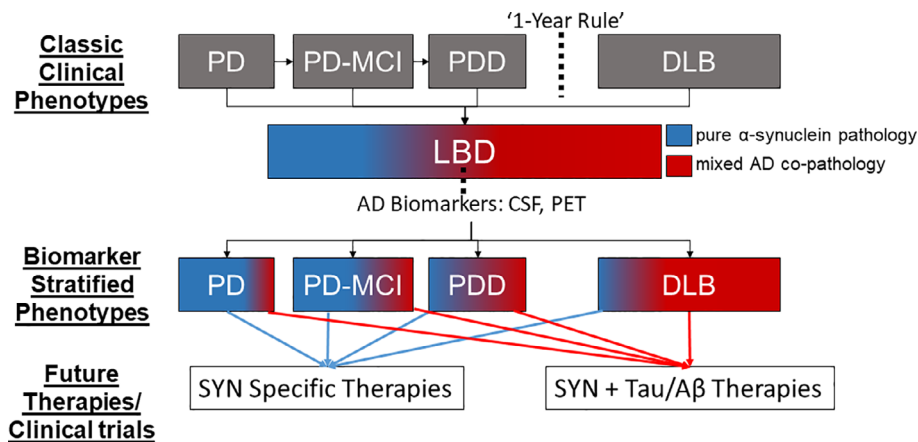 Classic
Clinical
Phenotypes
'1-Year Rule'
PD
PD-MCI
PDD
DLB
LBD
pure α-synuclein pathology
mixed AD co-pathology
AD Biomarkers: CSF, PET
Biomarker
Stratified
Phenotypes
PD
PD-MCI
PDD
DLB
Future
Therapies/
Clinical trials
SYN Specific Therapies
SYN + Tau/Aβ Therapies